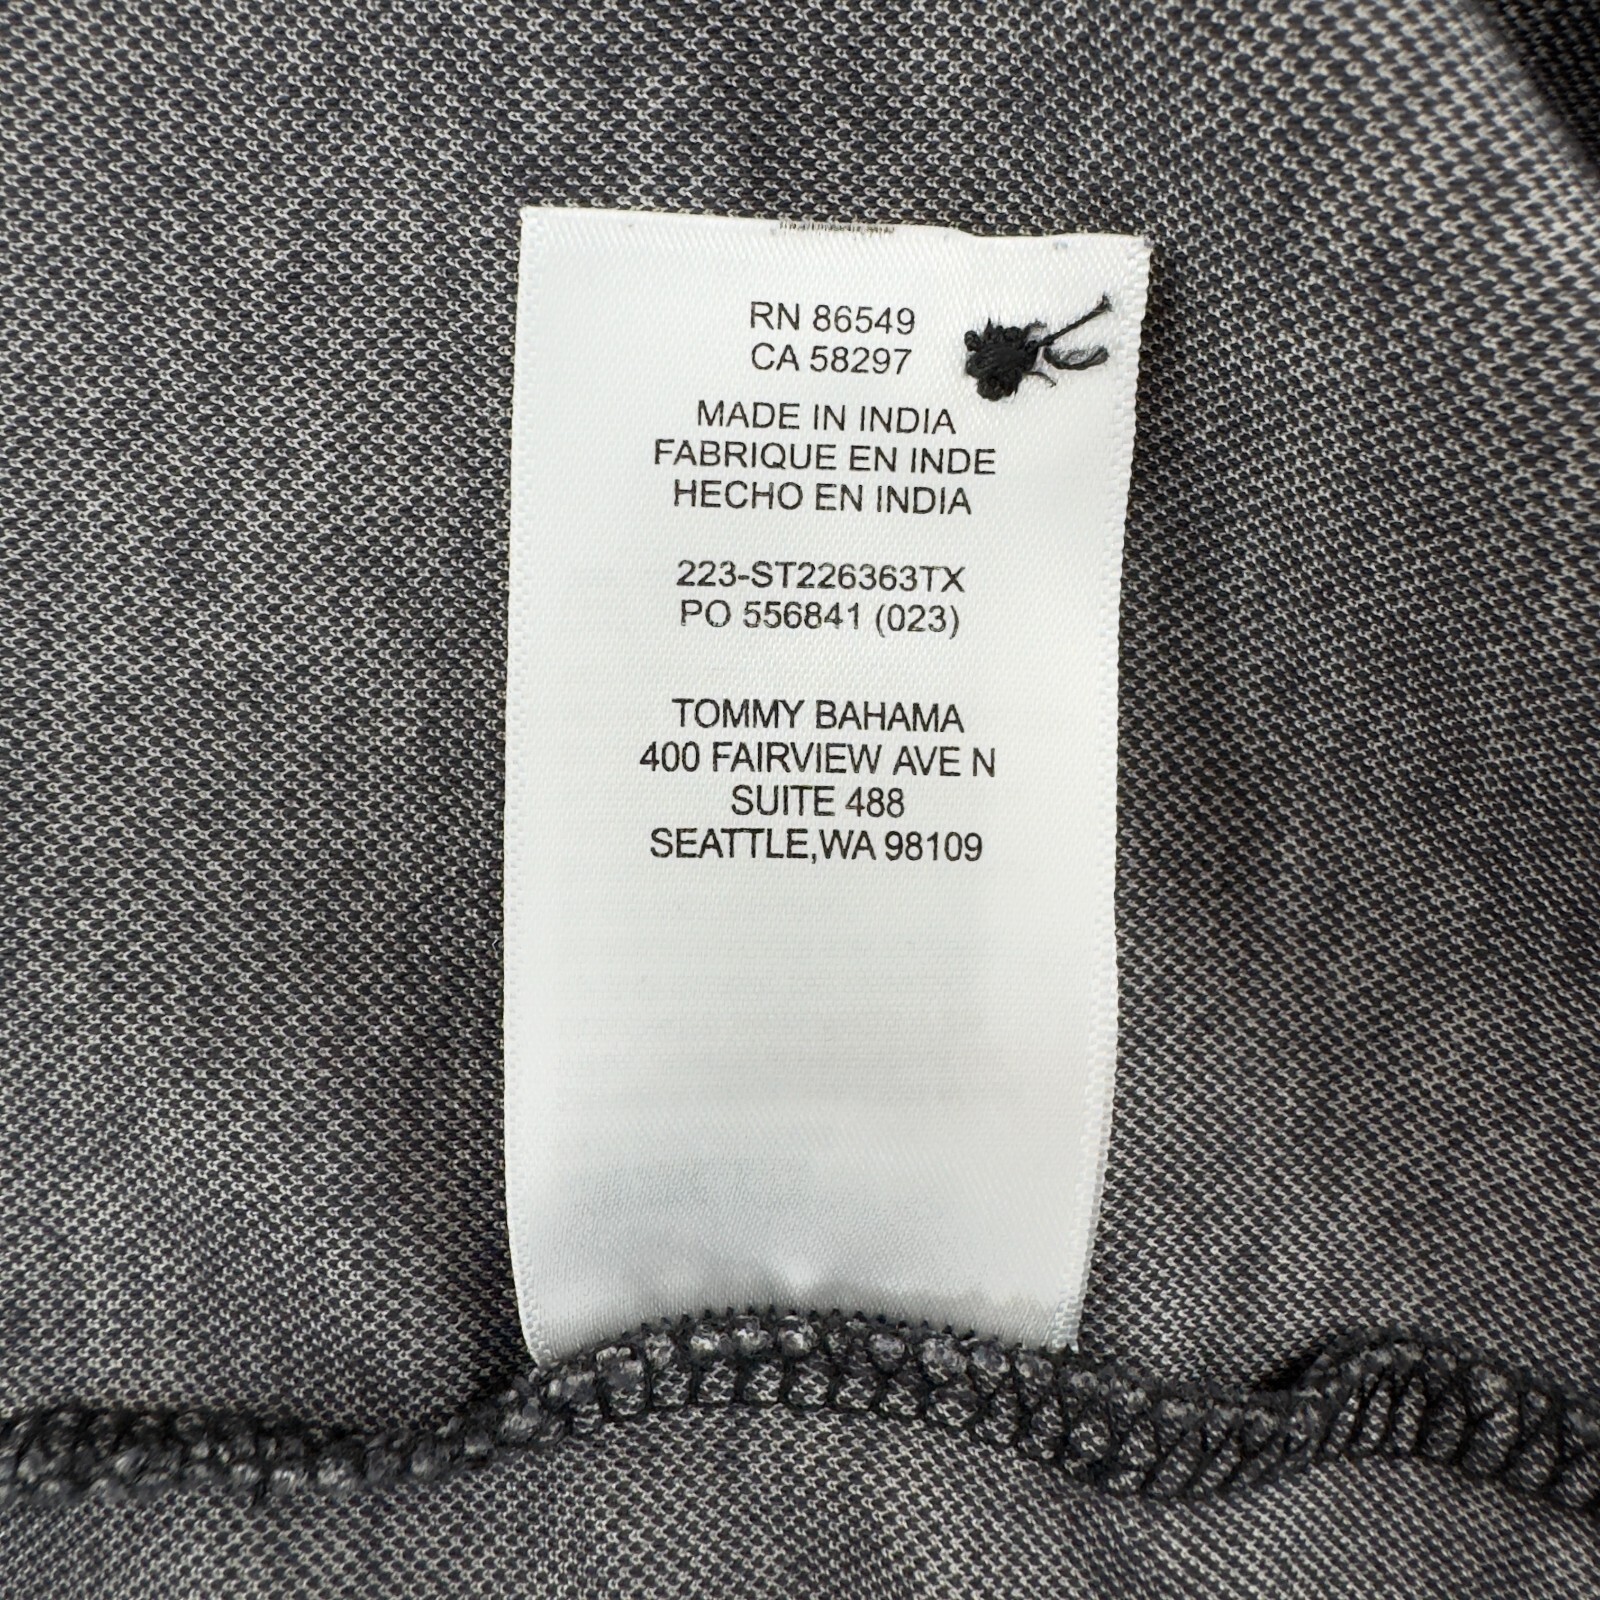 RN 86549
CA 58297
MADE IN INDIA
FABRIQUE EN INDE
HECHO EN INDIA
223-ST226363TX
PO 556841 (023)
TOMMY BAHAMA
400 FAIRVIEW AVE N
SUITE 488
SEATTLE,WA 98109